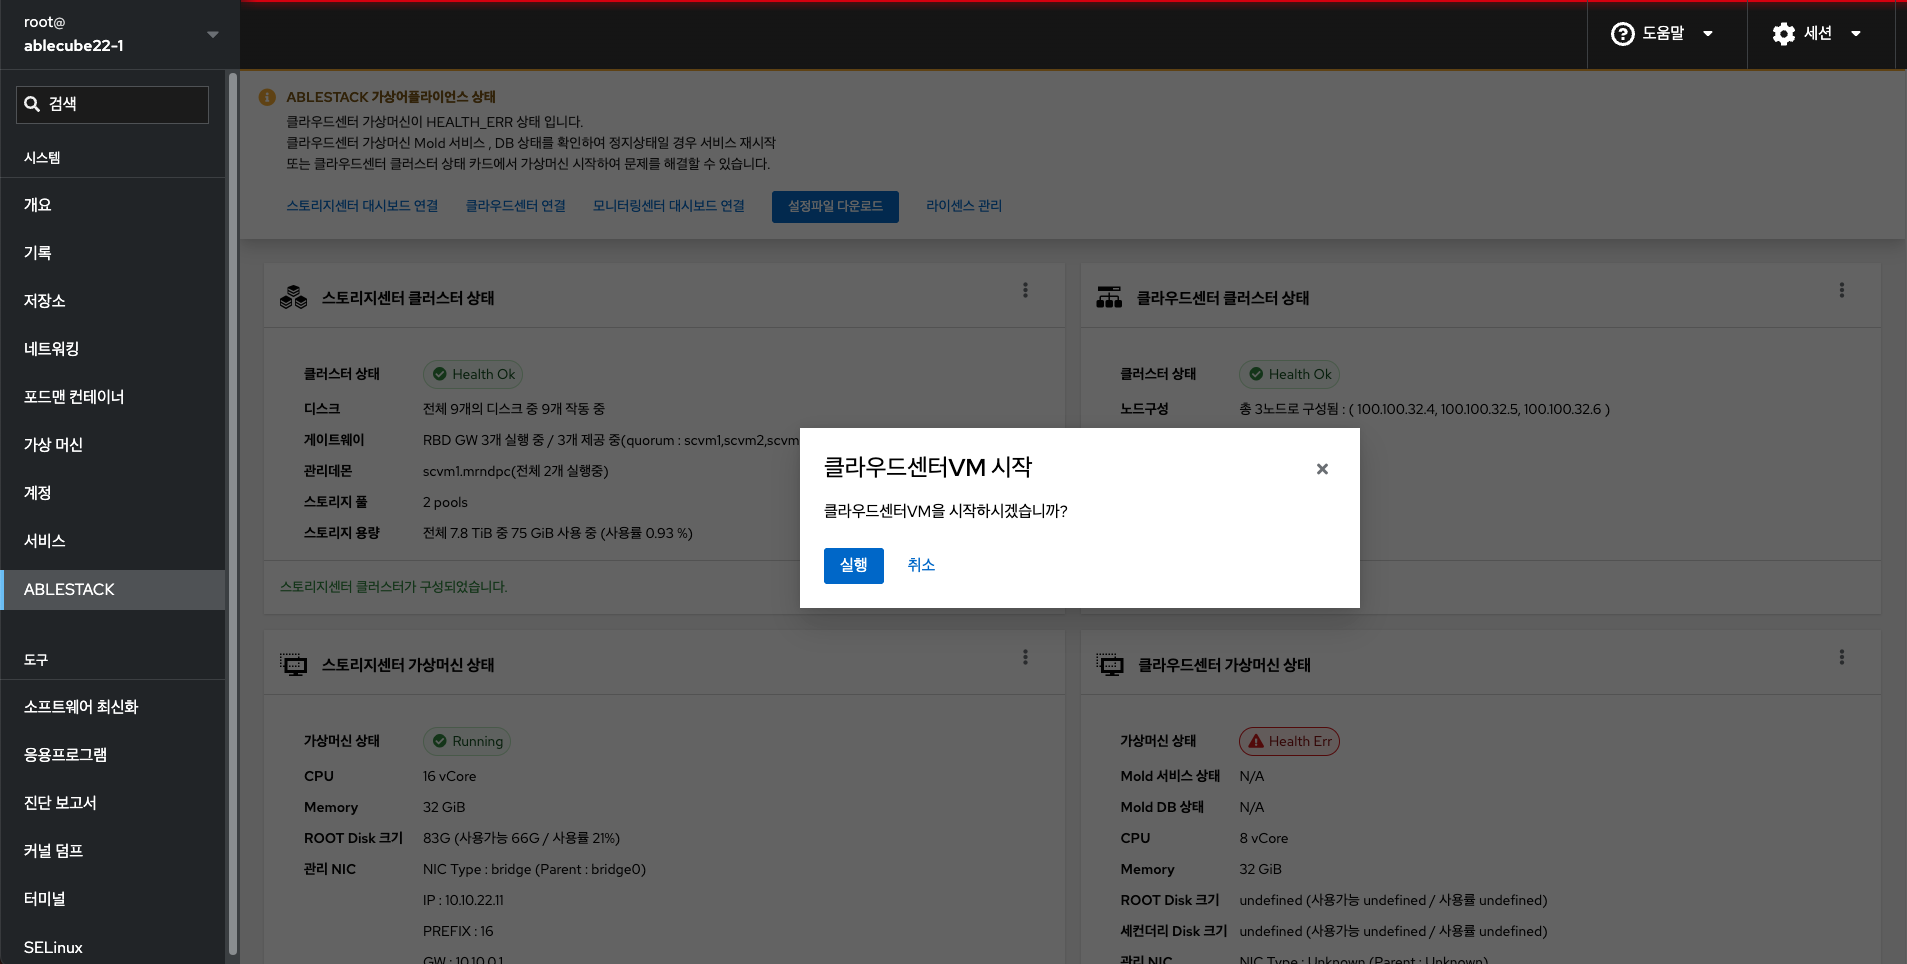 root@
ablecube22-1
도움말
세션
검색
시스템
개요
기록
저장소
네트워킹
포드맨 컨테이너
가상 머신
계정
서비스
ABLESTACK
도구
소프트웨어 최신화
응용프로그램
진단 보고서
커널 덤프
터미널
SELinux
ABLESTACK 가상어플라이언스 상태
클라우드센터 가상머신이 HEALTH_ERR 상태 입니다.
클라우드센터 가상머신 Mold 서비스 , DB 상태를 확인하여 정지상태일 경우 서비스 재시작
또는 클라우드센터 클러스터 상태 카드에서 가상머신 시작하여 문제를 해결할 수 있습니다.
스토리지센터 대시보드 연결 클라우드센터 연결 모니터링센터 대시보드 연결 설정파일 다운로드 라이센스 관리
스토리지센터 클러스터 상태
클러스터 상태 Health Ok
디스크 전체 9개의 디스크 중 9개 작동 중
게이트웨이 RBD GW 3개 실행 중 / 3개 제공 중(quorum : scvm1,scvm2,scvm
관리데몬 scvm1.mrndpc(전체 2개 실행중)
스토리지 풀 2 pools
스토리지 용량 전체 7.8 TiB 중 75 GiB 사용 중 (사용률 0.93 %)
스토리지센터 클러스터가 구성되었습니다.
클라우드센터 클러스터 상태
클러스터 상태 Health Ok
노드구성 총 3노드로 구성됨 : ( 100.100.32.4, 100.100.32.5, 100.100.32.6 )
클라우드센터VM 시작
클라우드센터VM을 시작하시겠습니까?
실행 취소
스토리지센터 가상머신 상태
가상머신 상태 Running
CPU 16 vCore
Memory 32 GiB
ROOT Disk 크기 83G (사용가능 66G / 사용률 21%)
관리 NIC NIC Type : bridge (Parent : bridge0)
IP : 10.10.22.11
PREFIX : 16
GW : 10.10.0.1
클라우드센터 가상머신 상태
가상머신 상태 Health Err
Mold 서비스 상태 N/A
Mold DB 상태 N/A
CPU 8 vCore
Memory 32 GiB
ROOT Disk 크기 undefined (사용가능 undefined / 사용률 undefined)
세컨더리 Disk 크기 undefined (사용가능 undefined / 사용률 undefined)
관리 NIC NIC Type : Unknown (Parent : Unknown)